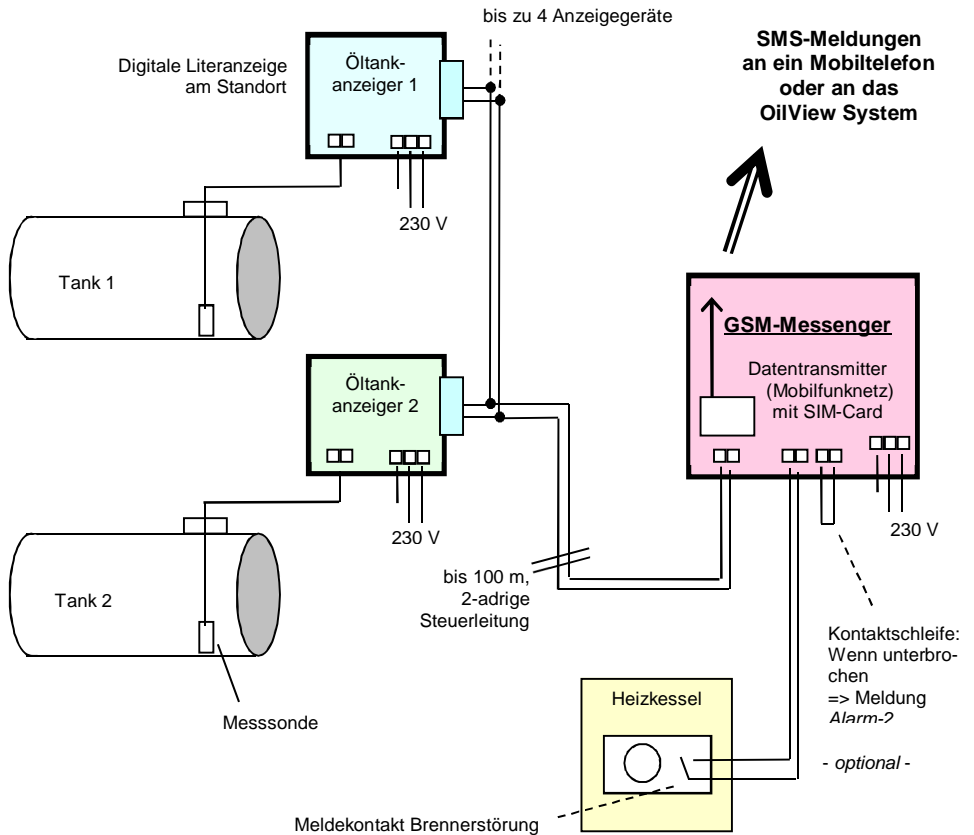 bis zu 4 Anzeigegeräte
Digitale Literanzeige
am Standort
Öltank-
anzeiger 1
230 V
Tank 1
SMS-Meldungen
an ein Mobiltelefon
oder an das
OilView System
GSM-Messenger
Datentransmitter
(Mobilfunknetz)
mit SIM-Card
230 V
Öltank-
anzeiger 2
230 V
Tank 2
Messsonde
bis 100 m,
2-adrige
Steuerleitung
Kontaktschleife:
Wenn unterbro-
chen
=> Meldung
Alarm-2
- optional -
Heizkessel
Meldekontakt Brennerstörung